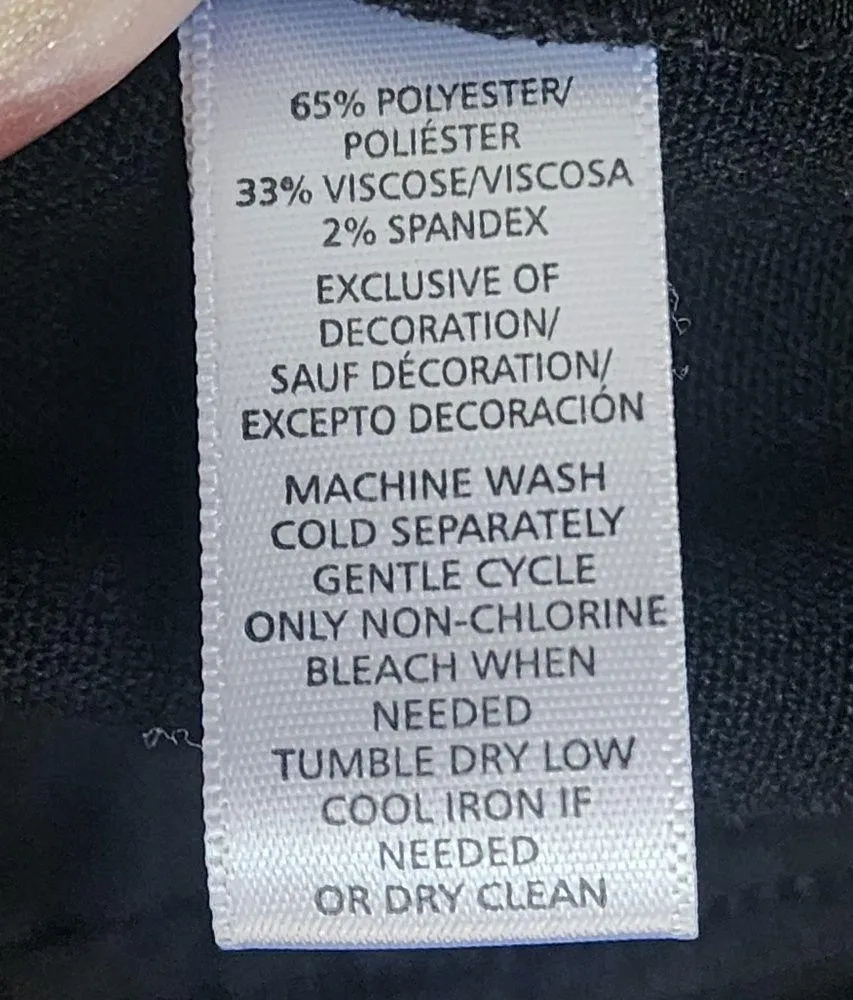 65% POLYESTER/
POLIÉSTER
33% VISCOSE/VISCOSA
2% SPANDEX
EXCLUSIVE OF
DECORATION/
SAUF DÉCORATION/
EXCEPTO DECORACIÓN
MACHINE WASH
COLD SEPARATELY
GENTLE CYCLE
ONLY NON-CHLORINE
BLEACH WHEN
NEEDED
TUMBLE DRY LOW
COOL IRON IF
NEEDED
OR DRY CLEAN